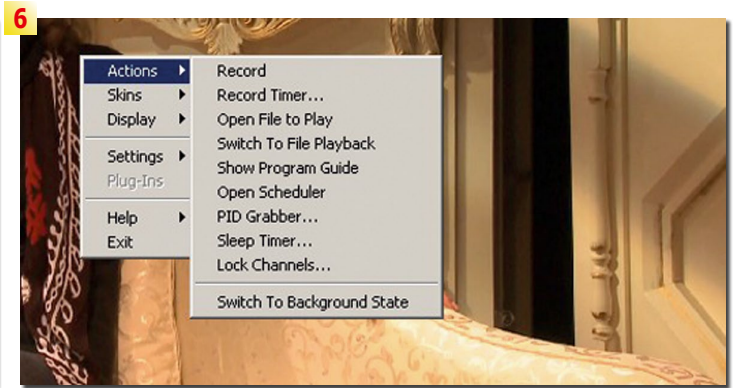 6
Actions
Skins
Display
Settings
Plug-Ins
Help
Exit
Record
Record Timer...
Open File to Play
Switch To File Playback
Show Program Guide
Open Scheduler
PID Grabber...
Sleep Timer...
Lock Channels...
Switch To Background State